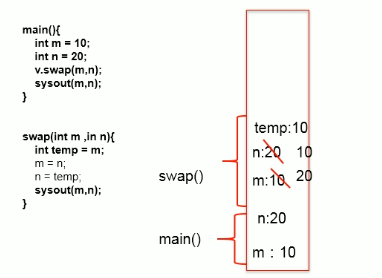 main(){
int m = 10;
int n = 20;
v.swap(m,n);
sysout(m,n);
}
swap(int m ,in n){
int temp = m;
m = n;
n = temp;
sysout(m,n);
}
swap()
main()
temp:10
n:20 10
m:10 20
n:20
m : 10